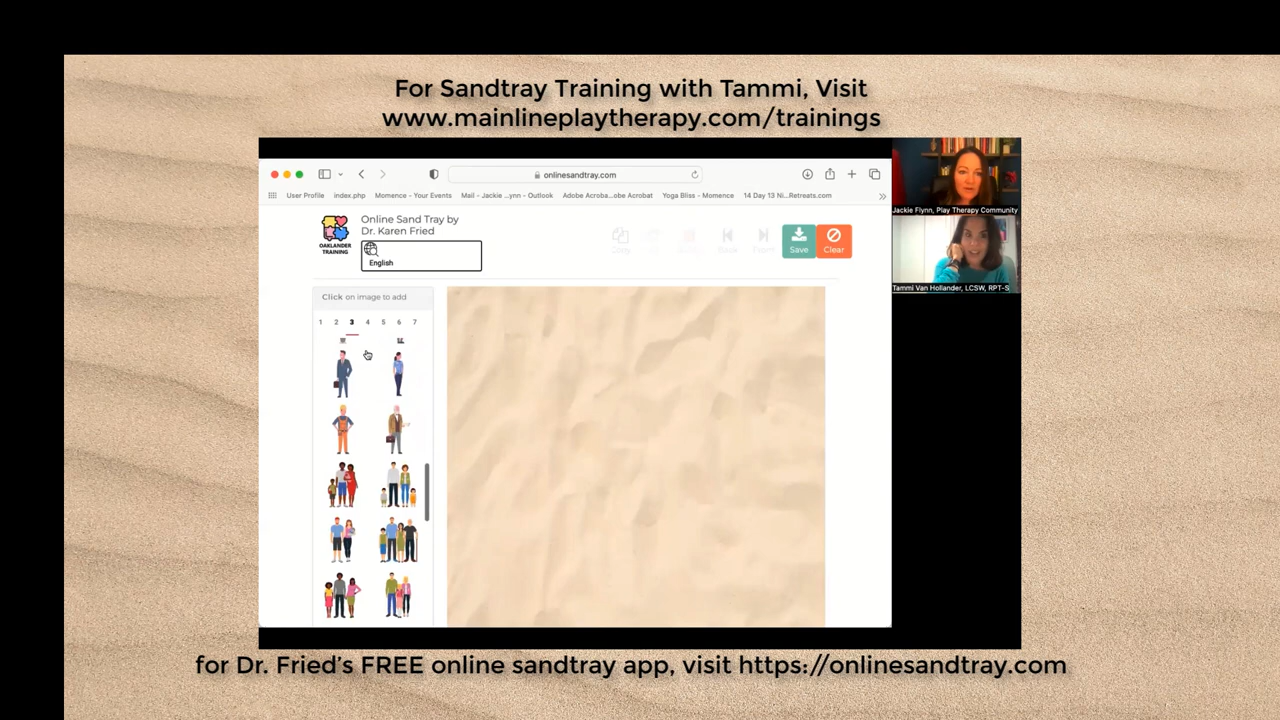 For Sandtray Training with Tammi, Visit
www.mainlineplaytherapy.com/trainings
onlinesandtray.com
User Profile index.php Momence - Your Events Mail - Jackie ...ynn - Outlook Adobe Acroba...obe Acrobat Yoga Bliss - Momence 14 Day 13 Ni...Retreats.com
Jackie Flynn, Play Therapy Community
Tammi Van Hollander, LCSW, RPT-S
OAKLANDER
TRAINING
Online Sand Tray by
Dr. Karen Fried
English
Copy Back Front Save Clear
Click on image to add
1 2 3 4 5 6 7
for Dr. Fried's FREE online sandtray app, visit https://onlinesandtray.com